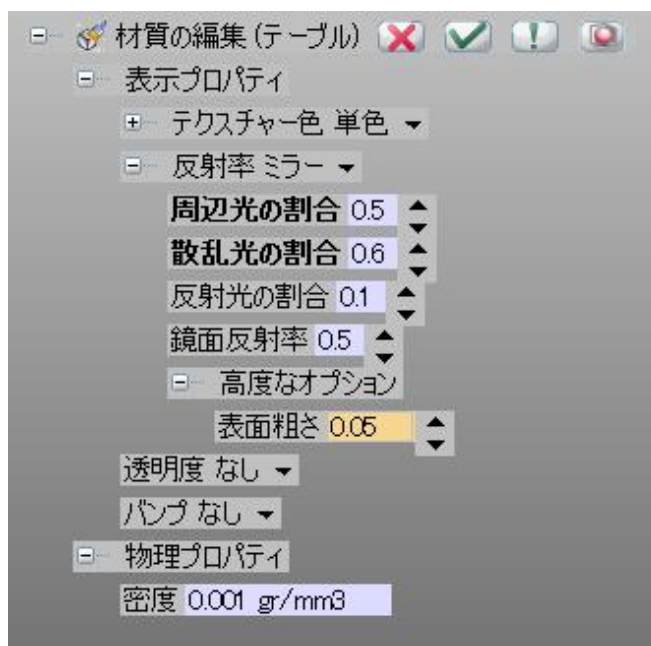 材質の編集 (テーブル)
表示プロパティ
テクスチャー色 単色
反射率 ミラー
周辺光の割合 0.5
散乱光の割合 0.6
反射光の割合 0.1
鏡面反射率 0.5
高度なオプション
表面粗さ 0.05
透明度 なし
バンプ なし
物理プロパティ
密度 0.001 gr/mm3